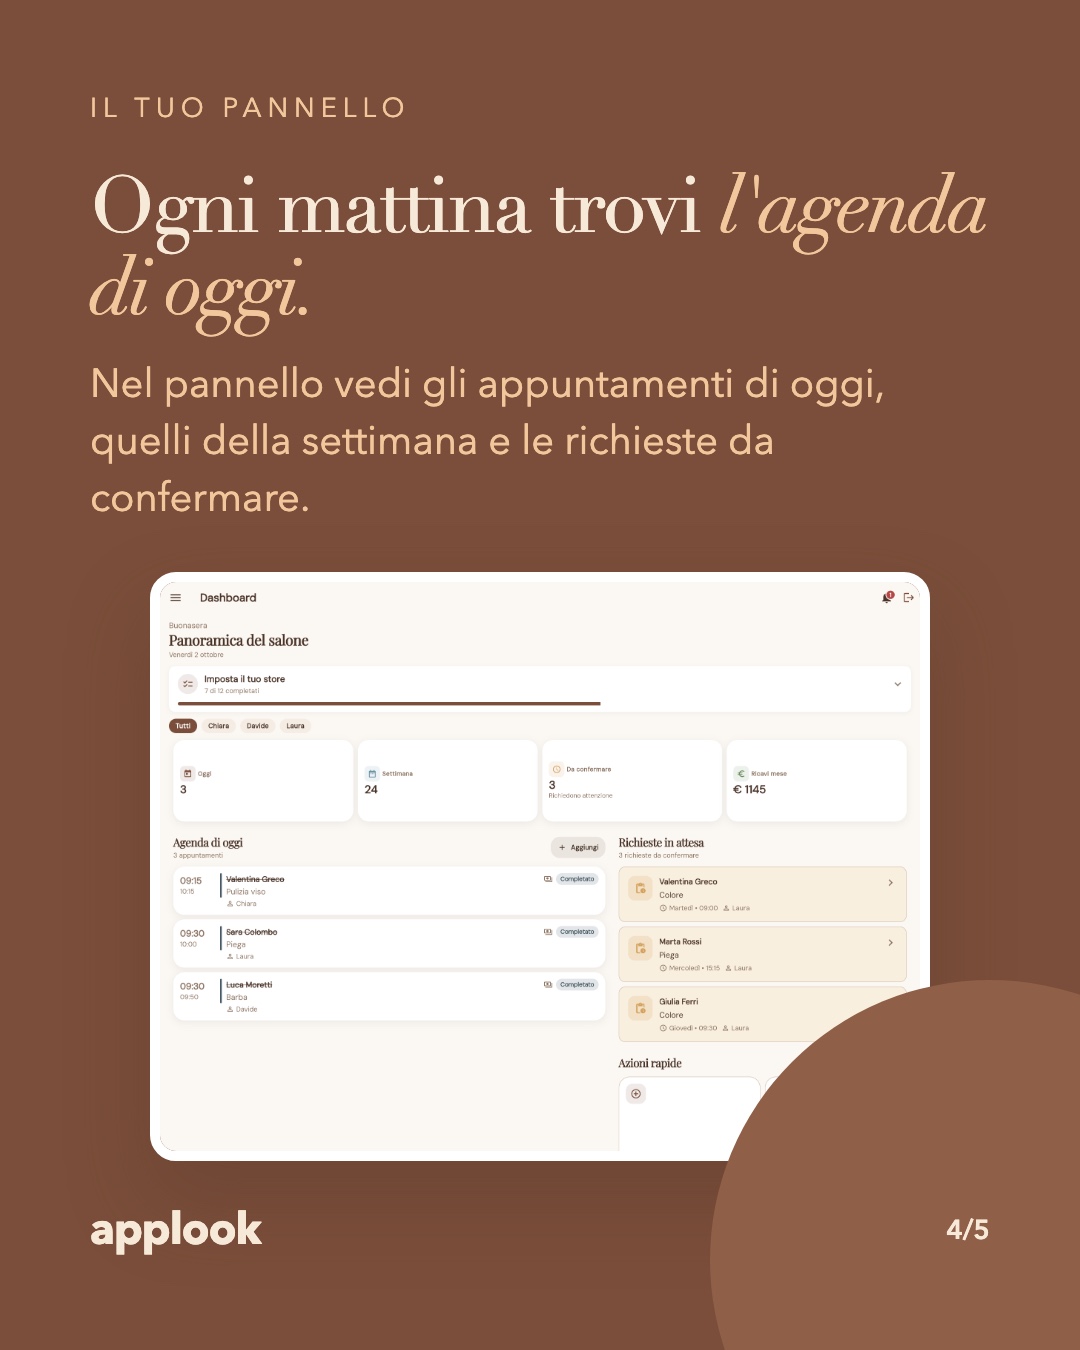 IL TUO PANNELLO
Ogni mattina trovi l'agenda
di oggi.
Nel pannello vedi gli appuntamenti di oggi,
quelli della settimana e le richieste da
confermare.
Dashboard
1
Buonasera
Panoramica del salone
Venerdì 2 ottobre
Imposta il tuo store
7 di 12 completati
Tutti Chiara Davide Laura
Oggi
3
Settimana
24
Da confermare
3
Richiedono attenzione
Ricavi mese
€ 1145
Agenda di oggi
3 appuntamenti
+ Aggiungi
09:15
10:15
Valentina Greco
Pulizia viso
Chiara
Completato
09:30
10:00
Sara Colombo
Piega
Laura
Completato
09:30
09:50
Luca Moretti
Barba
Davide
Completato
Richieste in attesa
3 richieste da confermare
Valentina Greco
Colore
Martedì • 09:00 Laura
Marta Rossi
Piega
Mercoledì • 15:15 Laura
Giulia Ferri
Colore
Giovedì • 09:30 Laura
Azioni rapide
applook
4/5